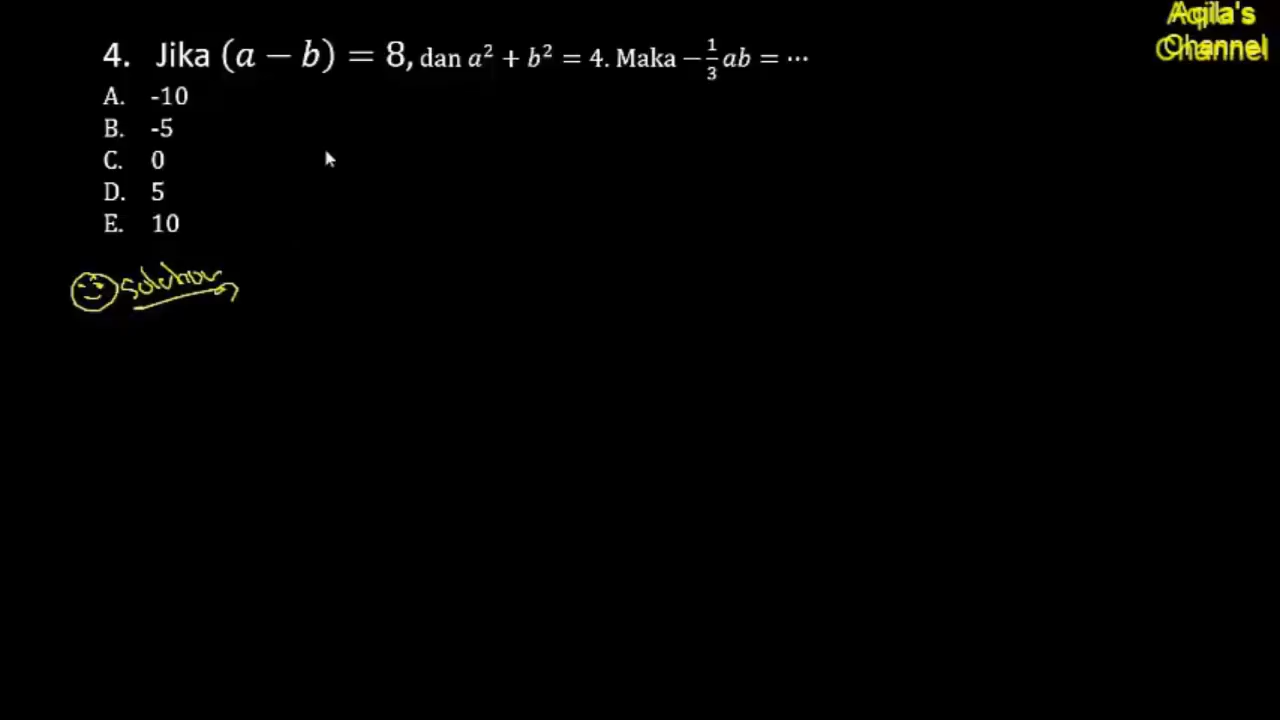 Aqila's
Channel
4. Jika (a − b) = 8, dan a² + b² = 4. Maka −⅓ab = ⋯
A. -10
B. -5
C. 0
D. 5
E. 10
solution